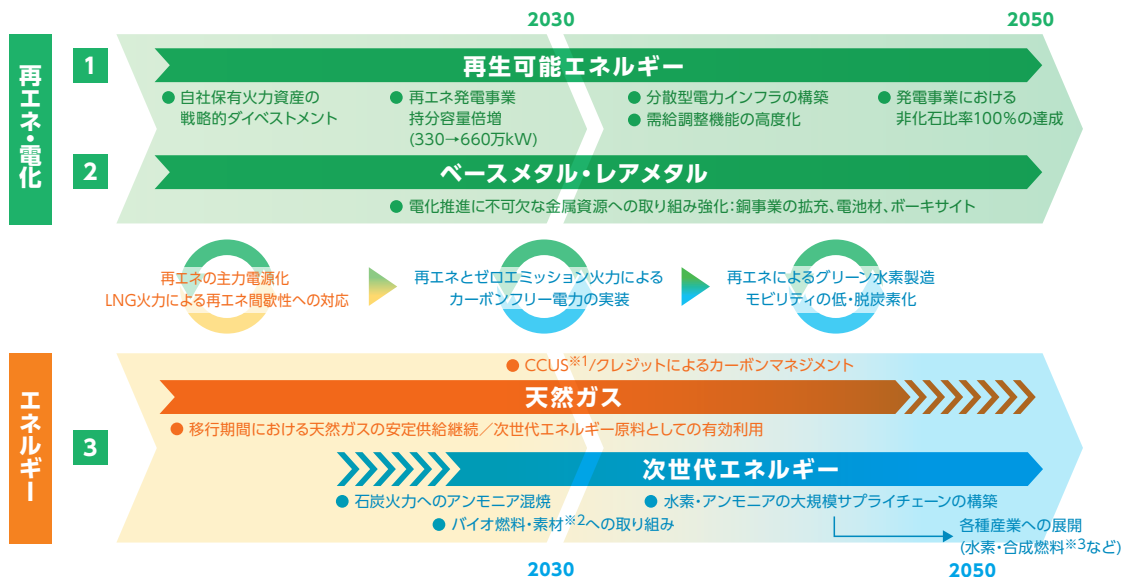 2030
2050
再エネ・電化
1
再生可能エネルギー
● 自社保有火力資産の
戦略的ダイベストメント
● 再エネ発電事業
持分容量倍増
(330→660万kW)
● 分散型電力インフラの構築
● 需給調整機能の高度化
● 発電事業における
非化石比率100%の達成
2
ベースメタル・レアメタル
● 電化推進に不可欠な金属資源への取り組み強化：銅事業の拡充、電池材、ボーキサイト
再エネの主力電源化
LNG火力による再エネ間歇性への対応
再エネとゼロエミッション火力による
カーボンフリー電力の実装
再エネによるグリーン水素製造
モビリティの低・脱炭素化
エネルギー
3
● CCUS※1/クレジットによるカーボンマネジメント
天然ガス
● 移行期間における天然ガスの安定供給継続／次世代エネルギー原料としての有効利用
次世代エネルギー
● 石炭火力へのアンモニア混焼
● 水素・アンモニアの大規模サプライチェーンの構築
● バイオ燃料・素材※2への取り組み
各種産業への展開
(水素・合成燃料※3など)
2030
2050